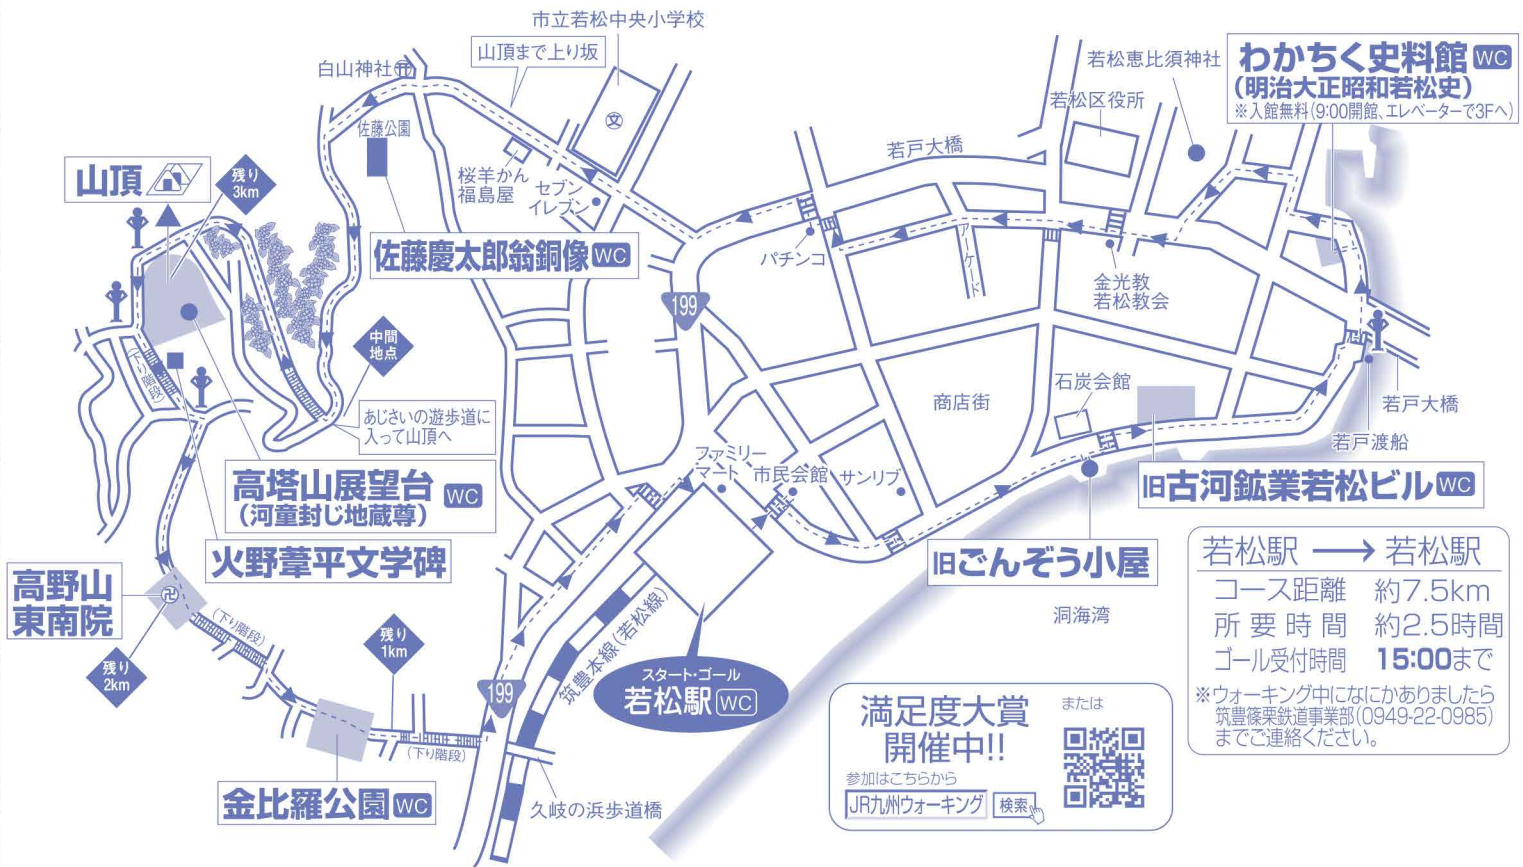 市立若松中央小学校
山頂まで上り坂
白山神社
佐藤公園
文
桜羊かん
福島屋
セブン
イレブン
若松恵比須神社
若松区役所
若戸大橋
わかちく史料館 WC
(明治大正昭和若松史)
※入館無料(9:00開館、エレベーターで3Fへ)
山頂
残り
3km
佐藤慶太郎翁銅像 WC
パチンコ
アーケード
金光教
若松教会
199
中間
地点
(下り階段)
あじさいの遊歩道に
入って山頂へ
商店街
石炭会館
若戸大橋
若戸渡船
高塔山展望台 WC
(河童封じ地蔵尊)
ファミリー
マート
市民会館
サンリブ
旧古河鉱業若松ビル WC
火野葦平文学碑
旧ごんぞう小屋
洞海湾
高野山
東南院
卍
残り
2km
(下り階段)
残り
1km
199
筑豊本線(若松線)
スタート・ゴール
若松駅 WC
(下り階段)
金比羅公園 WC
久岐の浜歩道橋
若松駅 → 若松駅
コース距離 約7.5km
所要時間 約2.5時間
ゴール受付時間 15:00まで
※ウォーキング中になにかありましたら
筑豊篠栗鉄道事業部(0949-22-0985)
までご連絡ください。
満足度大賞
開催中!!
または
参加はこちらから
JR九州ウォーキング 検索